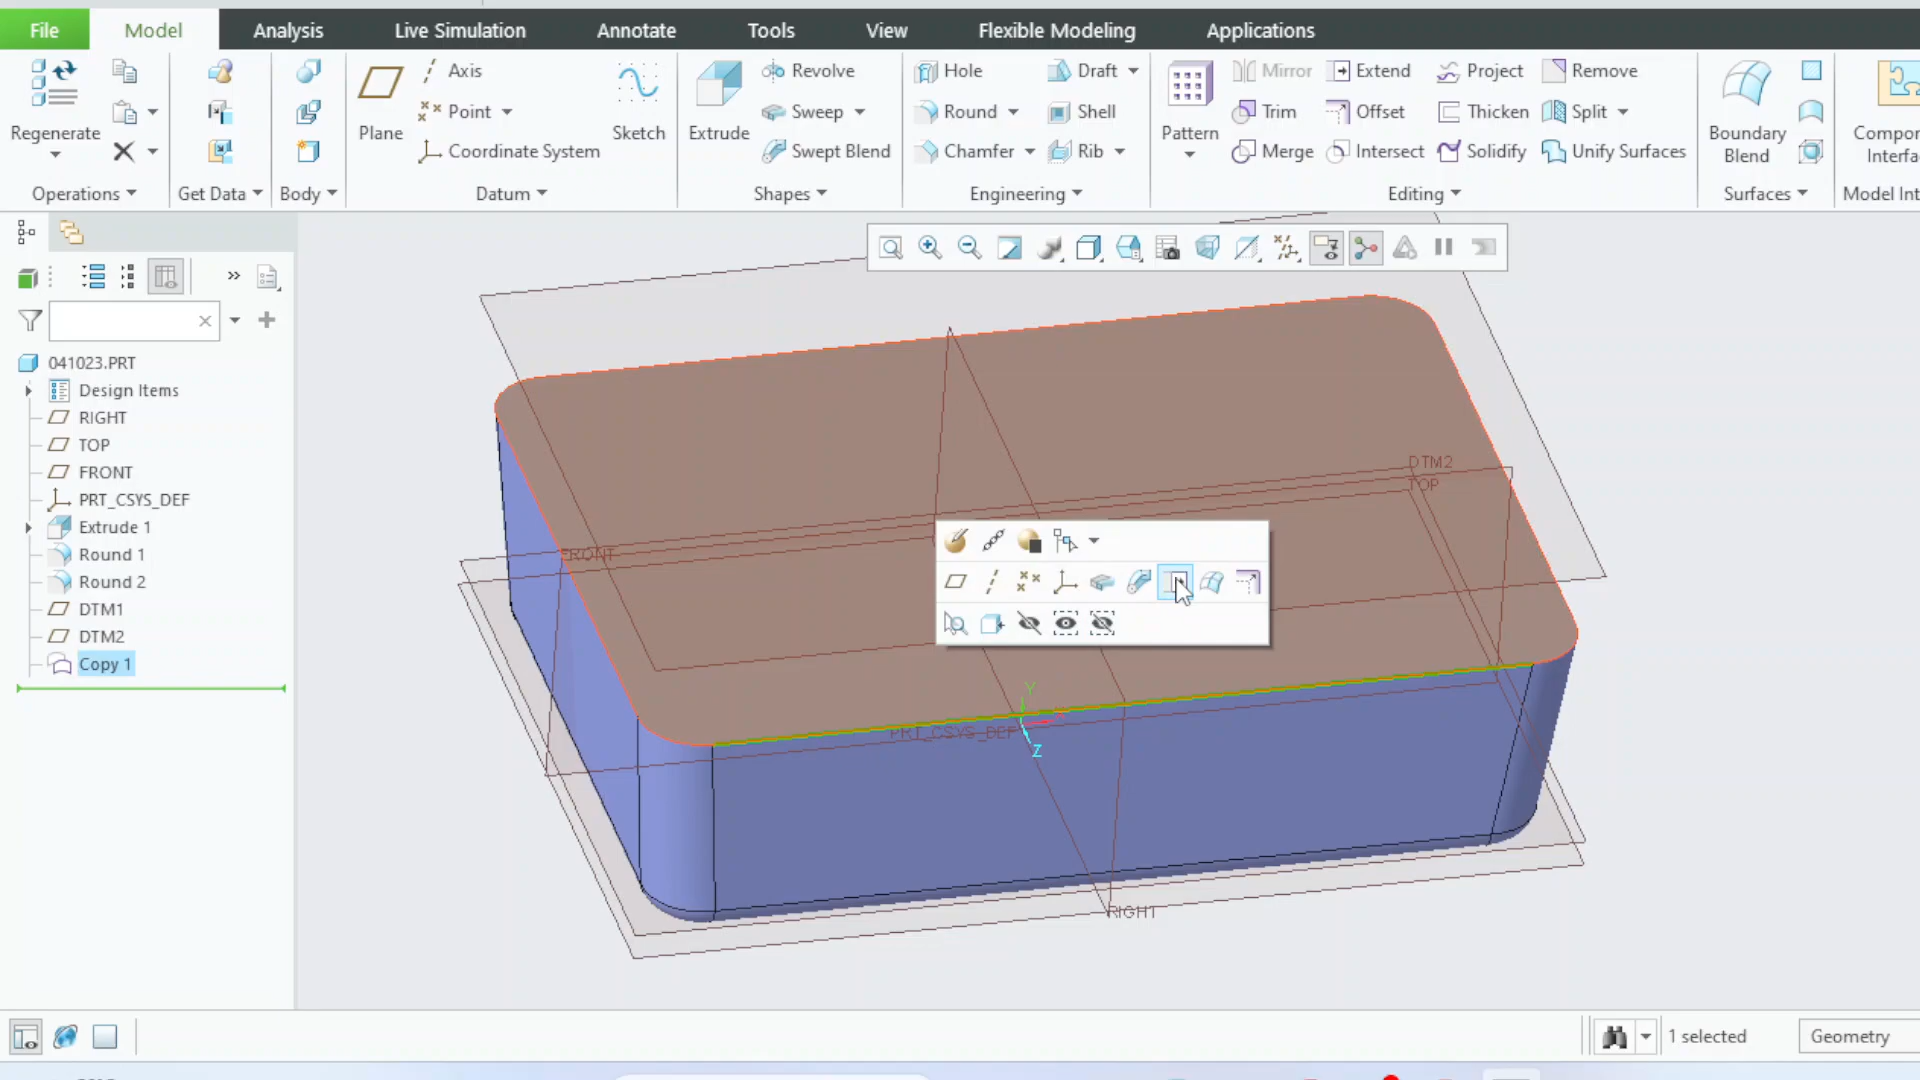 File Model Analysis Live Simulation Annotate Tools View Flexible Modeling Applications
Regenerate
Operations
Get Data
Body
Plane
Axis
Point
Coordinate System
Sketch
Datum
Extrude
Revolve
Sweep
Swept Blend
Shapes
Hole
Round
Chamfer
Draft
Shell
Rib
Engineering
Pattern
Mirror
Trim
Merge
Extend
Offset
Intersect
Project
Thicken
Solidify
Remove
Split
Unify Surfaces
Editing
Boundary
Blend
Surfaces
Compon
Interfa
Model Int
041023.PRT
Design Items
RIGHT
TOP
FRONT
PRT_CSYS_DEF
Extrude 1
Round 1
Round 2
DTM1
DTM2
Copy 1
DTM2
TOP
FRONT
Y
X
PRT_CSYS_DEF
Z
RIGHT
1 selected
Geometry